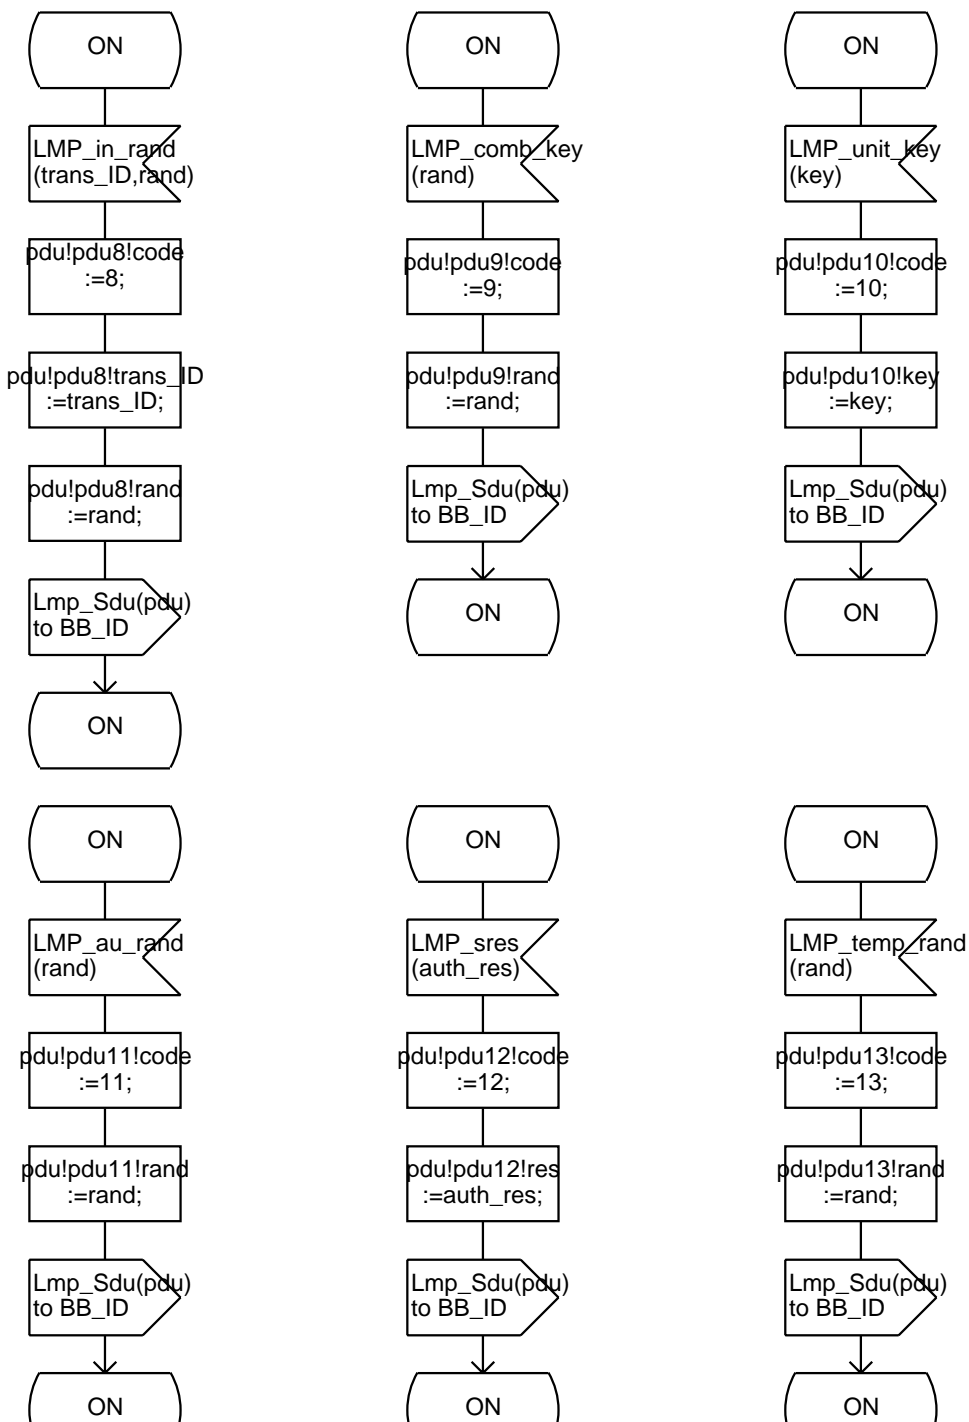 ON
LMP_in_rand
(trans_ID,rand)
pdu!pdu8!code
:=8;
pdu!pdu8!trans_ID
:=trans_ID;
pdu!pdu8!rand
:=rand;
Lmp_Sdu(pdu)
to BB_ID
ON
ON
LMP_comb_key
(rand)
pdu!pdu9!code
:=9;
pdu!pdu9!rand
:=rand;
Lmp_Sdu(pdu)
to BB_ID
ON
ON
LMP_unit_key
(key)
pdu!pdu10!code
:=10;
pdu!pdu10!key
:=key;
Lmp_Sdu(pdu)
to BB_ID
ON
ON
LMP_au_rand
(rand)
pdu!pdu11!code
:=11;
pdu!pdu11!rand
:=rand;
Lmp_Sdu(pdu)
to BB_ID
ON
ON
LMP_sres
(auth_res)
pdu!pdu12!code
:=12;
pdu!pdu12!res
:=auth_res;
Lmp_Sdu(pdu)
to BB_ID
ON
ON
LMP_temp_rand
(rand)
pdu!pdu13!code
:=13;
pdu!pdu13!rand
:=rand;
Lmp_Sdu(pdu)
to BB_ID
ON